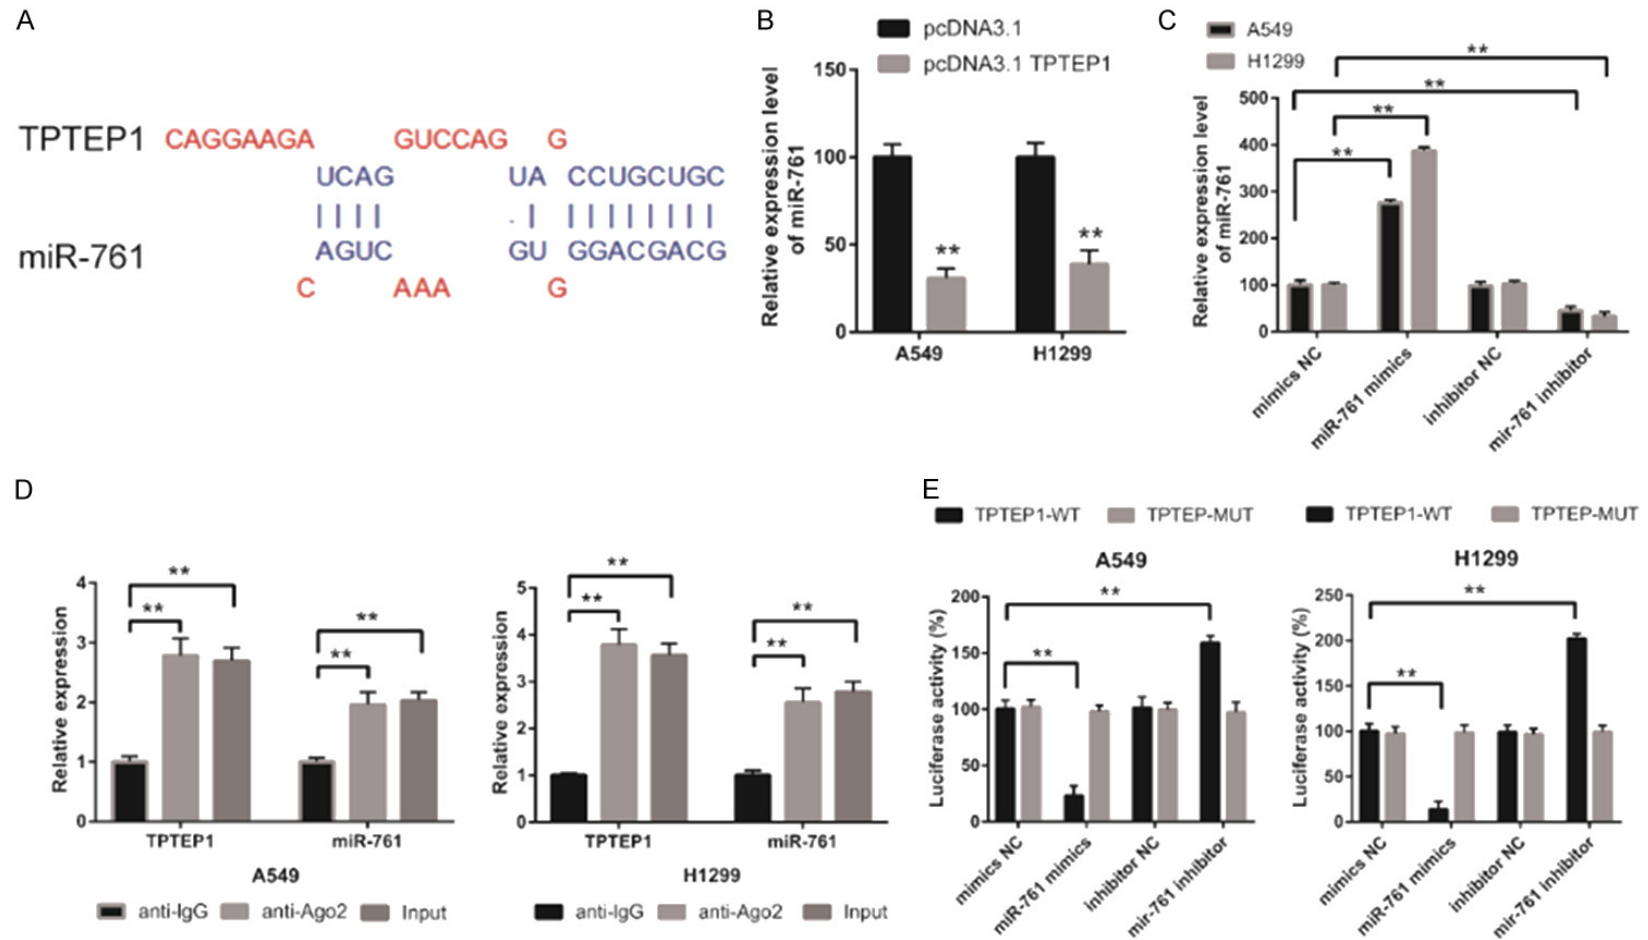 A
TPTEP1 CAGGAAGA GUCCAG G
UCAG UA CCUGCUGC
miR-761 AGUC GU GGACGACG
C AAA G
B
pcDNA3.1
pcDNA3.1 TPTEP1
Relative expression level
of miR-761
150
100
50
0
** **
A549 H1299
C
A549
H1299
Relative expression level
of miR-761
500
400
300
200
100
0
**
**
**
**
mimics NC
miR-761 mimics
inhibitor NC
mir-761 inhibitor
D
Relative expression
4
3
2
1
0
**
**
**
**
TPTEP1 miR-761
A549
anti-IgG anti-Ago2 Input
Relative expression
5
4
3
2
1
0
**
**
**
**
TPTEP1 miR-761
H1299
anti-IgG anti-Ago2 Input
E
TPTEP1-WT TPTEP-MUT
A549
Luciferase activity (%)
200
150
100
50
0
**
**
mimics NC
miR-761 mimics
inhibitor NC
mir-761 inhibitor
TPTEP1-WT TPTEP-MUT
H1299
Luciferase activity (%)
250
200
150
100
50
0
**
**
mimics NC
miR-761 mimics
inhibitor NC
mir-761 inhibitor